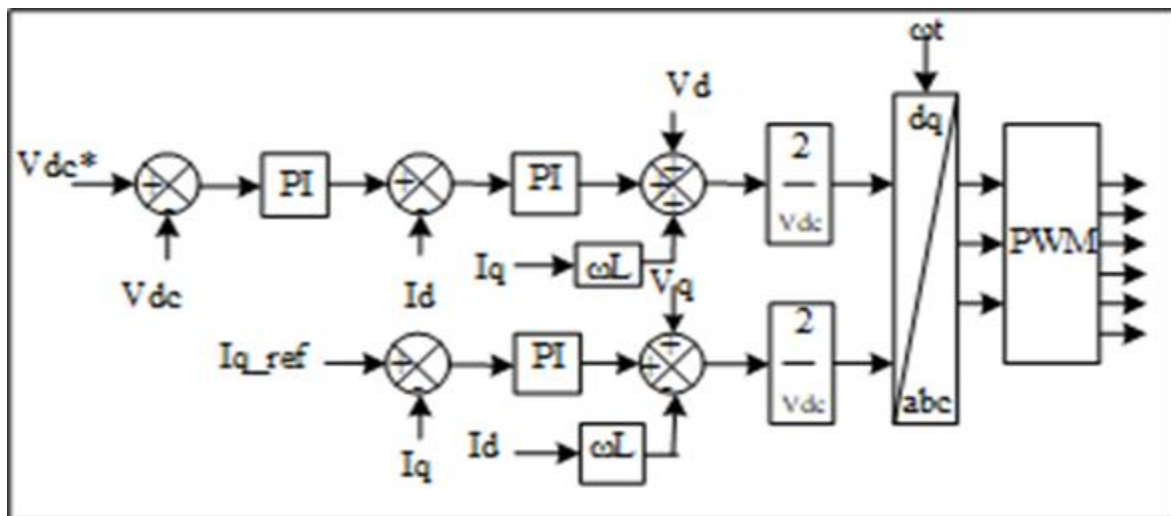 ωt
Vd
dq
2
Vdc* + PI + PI + + +
Vdc
PWM
-
-
Iq ωL
Vdc
Id
Vq
2
+
Iq_ref + PI +
Vdc
abc
-
-
Id ωL
Iq